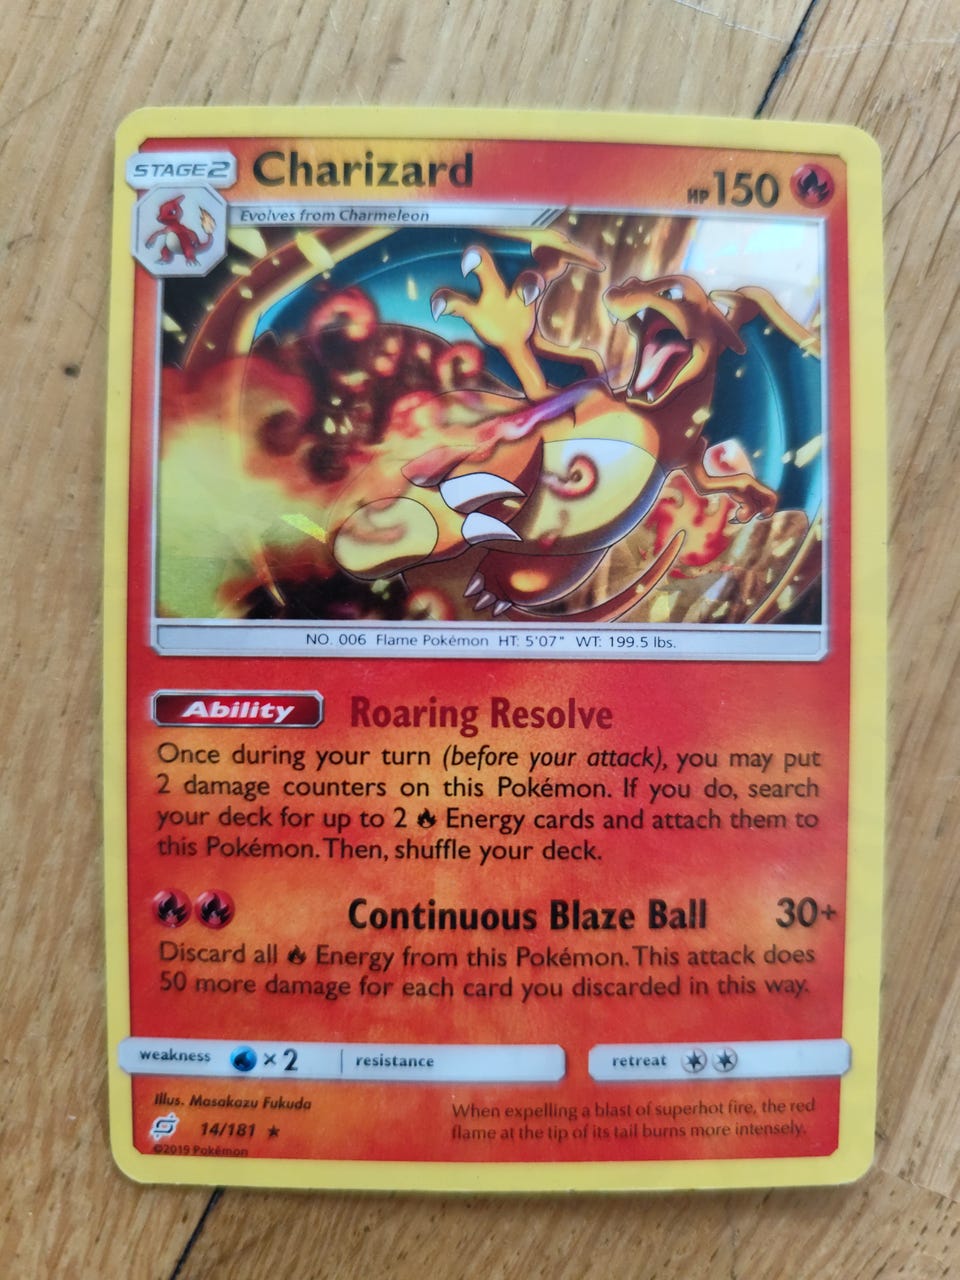 STAGE2
Charizard
HP 150
Evolves from Charmeleon
NO. 006 Flame Pokémon HT: 5'07" WT: 199.5 lbs.
Ability Roaring Resolve
Once during your turn (before your attack), you may put
2 damage counters on this Pokémon. If you do, search
your deck for up to 2 Energy cards and attach them to
this Pokémon. Then, shuffle your deck.
Continuous Blaze Ball 30+
Discard all Energy from this Pokémon. This attack does
50 more damage for each card you discarded in this way.
weakness ×2 resistance retreat
Illus. Masakazu Fukuda
14/181 ★
©2019 Pokémon
When expelling a blast of superhot fire, the red
flame at the tip of its tail burns more intensely.